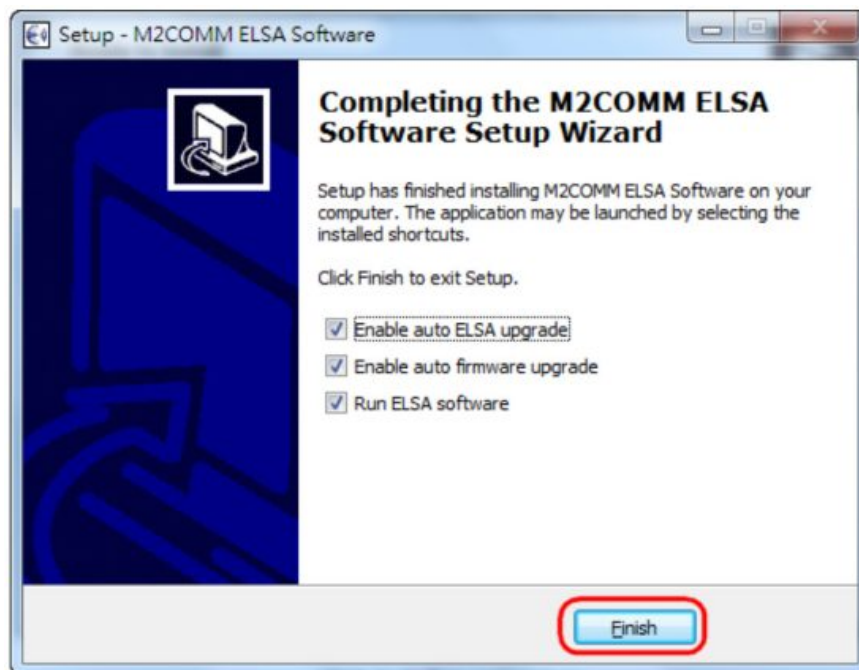 Setup - M2COMM ELSA Software
Completing the M2COMM ELSA
Software Setup Wizard
Setup has finished installing M2COMM ELSA Software on your
computer. The application may be launched by selecting the
installed shortcuts.
Click Finish to exit Setup.
Enable auto ELSA upgrade
Enable auto firmware upgrade
Run ELSA software
Finish